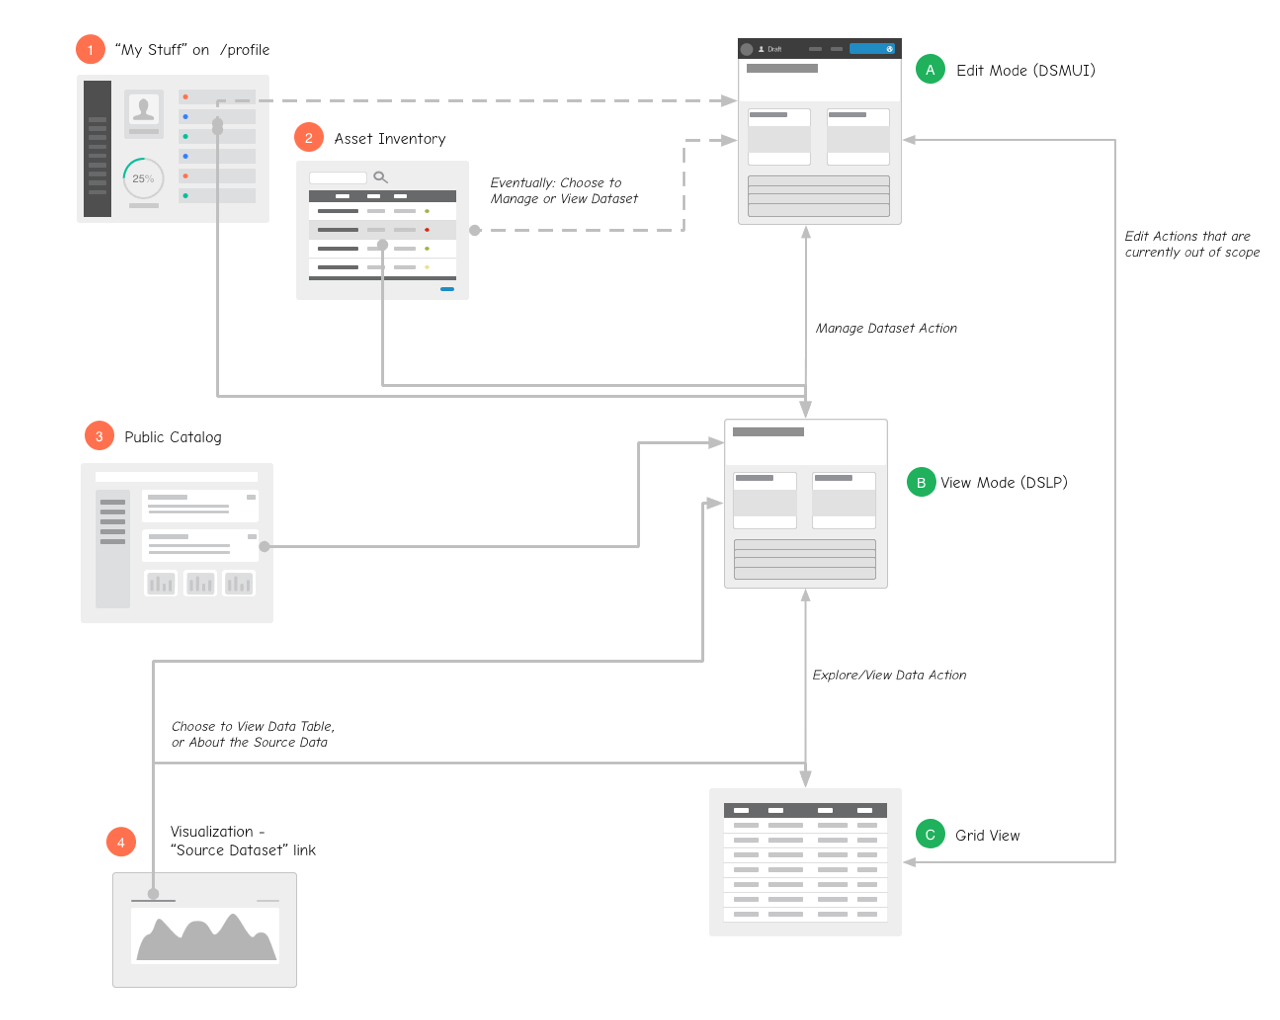 1
"My Stuff" on /profile
Draft
A
Edit Mode (DSMUI)
2
Asset Inventory
25%
Eventually: Choose to
Manage or View Dataset
Edit Actions that are
currently out of scope
Manage Dataset Action
3
Public Catalog
B
View Mode (DSLP)
Explore/View Data Action
Choose to View Data Table,
or About the Source Data
4
Visualization -
"Source Dataset" link
C
Grid View